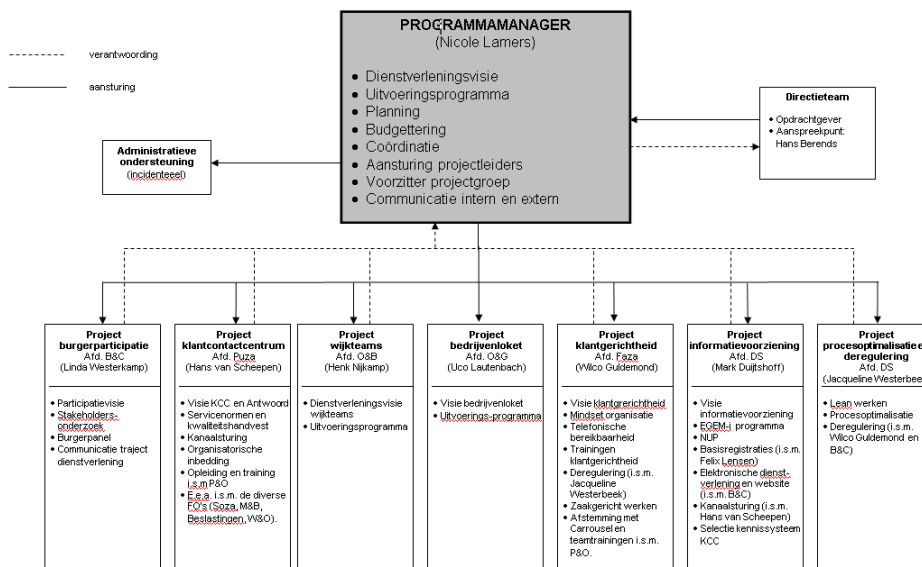 PROGRAMMAMANAGER
(Nicole Lamers)
• Dienstverleningsvisie
• Uitvoeringsprogramma
• Planning
• Budgettering
• Coördinatie
• Aansturing projectleiders
• Voorzitter projectgroep
• Communicatie intern en extern
verantwoording
aansturing
Directieteam
• Opdrachtgever
• Aanspreekpunt:
Hans Berends
Administratieve
ondersteuning
(incidenteel)
Project
burgerparticipatie
Afd. B&C
(Linda Westerkamp)
• Participatievisie
• Stakeholders-
onderzoek
• Burgerpanel
• Communicatie traject
dienstverlening
Project
klantcontactcentrum
Afd. Puza
(Hans van Scheepen)
• Visie KCC en Antwoord
• Servicenormen en
kwaliteitshandvest
• Kanaalsturing
• Organisatorische
inbedding
• Opleiding en training
i.s.m P&O
• E.e.a. i.s.m. de diverse
FO's (Soza, M&B,
Beslastingen, W&O).
Project
wijkteams
Afd. O&B
(Henk Nijkamp)
• Dienstverleningsvisie
wijkteams
• Uitvoeringsprogramma
Project
bedrijvenloket
Afd. O&G
(Uco Lautenbach)
• Visie bedrijvenloket
• Uitvoerings-programma
Project
klantgerichtheid
Afd. Faza
(Wilco Guldemond)
• Visie klantgrerichtheid
• Mindset organisatie
• Telefonische
bereikbaarheid
• Trainingen
klantgerichtheid
• Deregulering (i.s.m.
Jacqueline
Westerbeek)
• Zaakgericht werken
• Afstemming met
Carrousel en
teamtrainingen i.s.m.
P&O.
Project
informatievoorziening
Afd. DS
(Mark Duijtshoff)
• Visie
informatievoorziening
• EGEM-i programma
• NUP
• Basisregistraties (i.s.m.
Felix Lensen)
• Elektronische dienst-
verlening en website
(i.s.m. B&C)
• Kanaalsturing (i.s.m.
Hans van Scheepen)
• Selectie kennissysteem
KCC
Project
procesoptimalisatie
deregulering
Afd. DS
(Jacqueline Westerbee
• Lean werken
• Procesoptimalisatie
• Deregulering (i.s.m.
Wilco Guldemond en
B&C)